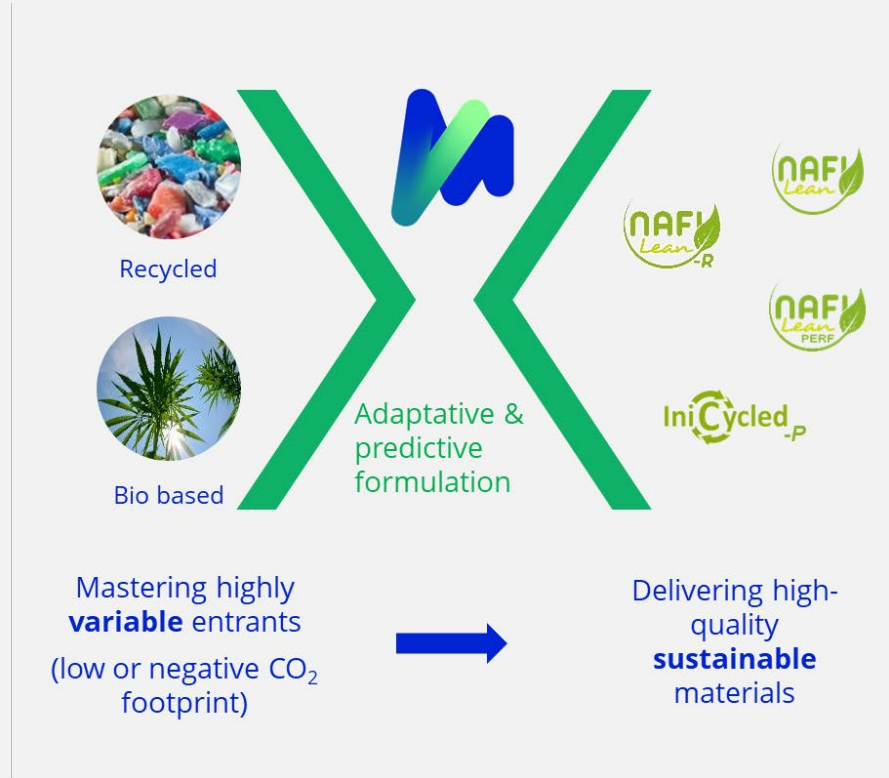 Recycled
Bio based
Adaptative &
predictive
formulation
NAFI
Lean
-R
NAFI
Lean
NAFI
Lean
PERF
IniCycled-P
Mastering highly
variable entrants
(low or negative CO₂
footprint)
Delivering high-
quality
sustainable
materials